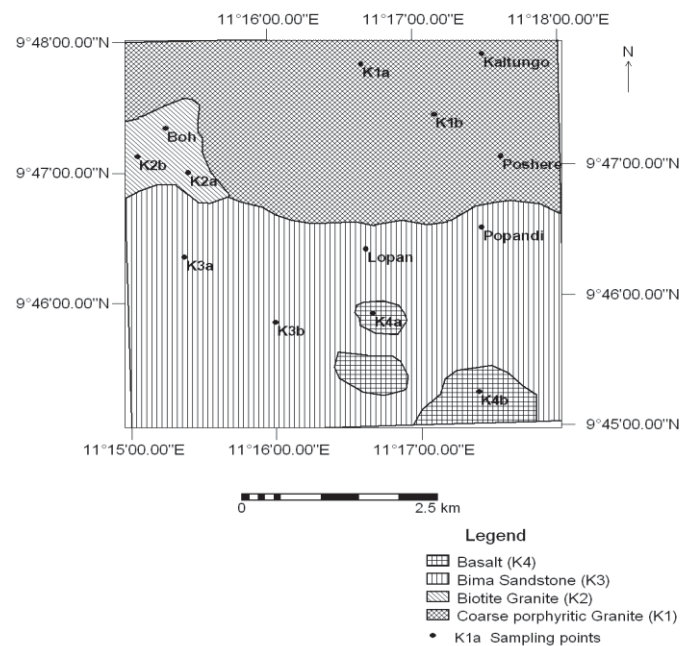 11°16'00.00''E 11°17'00.00''E 11°18'00.00''E
9°48'00.00''N
N
Kaltungo
K1a
K1b
Boh
K2b
Poshere
9°47'00.00''N
9°47'00.00''N
K2a
Popandi
Lopan
K3a
9°46'00.00''N
9°46'00.00''N
K4a
K3b
K4b
9°45'00.00''N
11°15'00.00''E 11°16'00.00''E 11°17'00.00''E
0 2.5 km
Legend
Basalt (K4)
Bima Sandstone (K3)
Biotite Granite (K2)
Coarse porphyritic Granite (K1)
K1a Sampling points